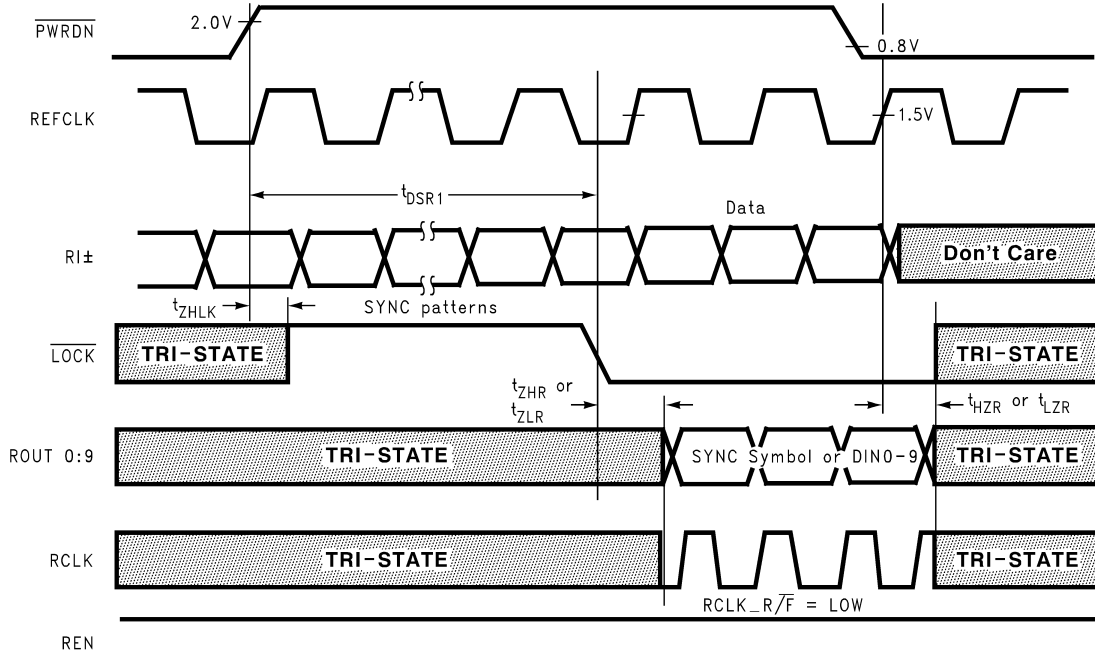 PWRDN
2.0V
0.8V
REFCLK
1.5V
tDSR1
Data
RI±
Don't Care
tZHLK
SYNC patterns
LOCK
TRI-STATE
TRI-STATE
tZHR or
tZLR
tHZR or tLZR
ROUT 0:9
TRI-STATE
SYNC Symbol or DIN0-9
TRI-STATE
RCLK
TRI-STATE
TRI-STATE
RCLK_R/F = LOW
REN